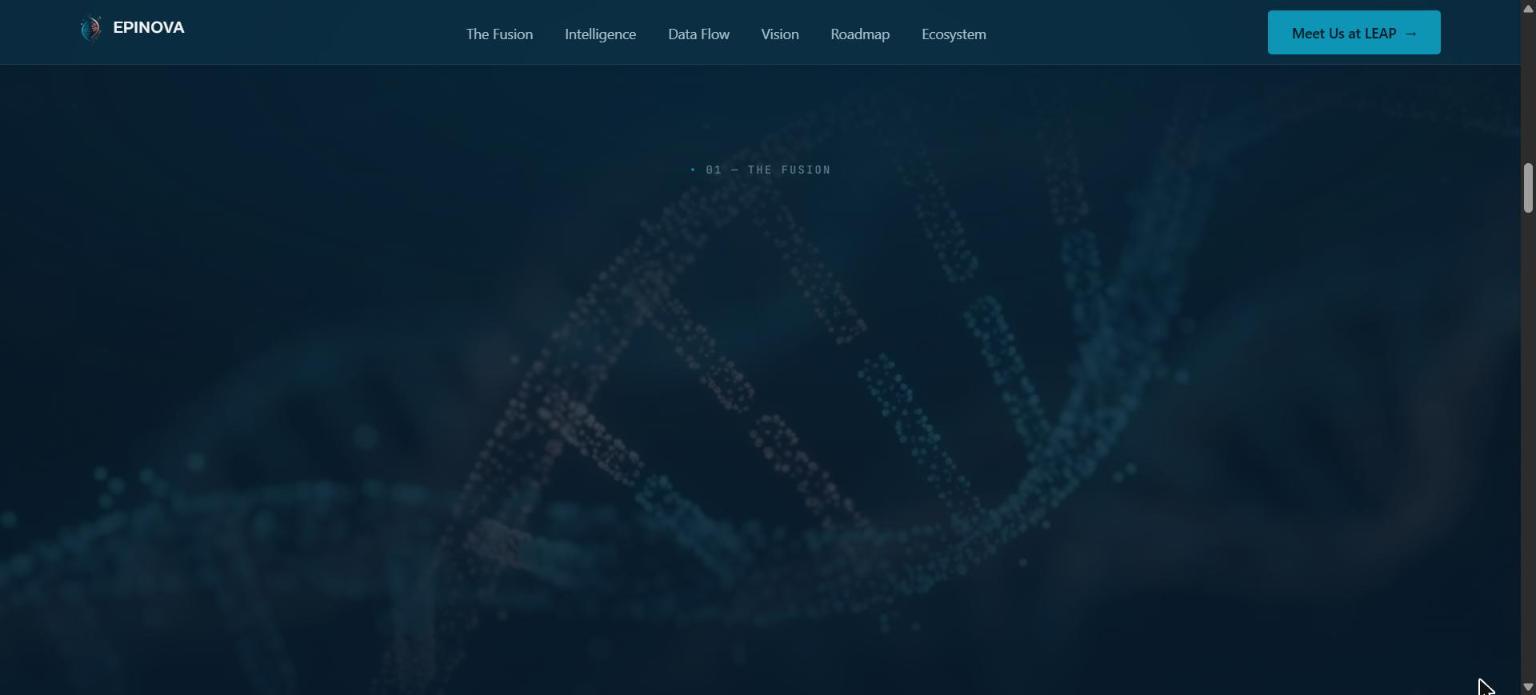 EPINOVA
The Fusion
Intelligence
Data Flow
Vision
Roadmap
Ecosystem
Meet Us at LEAP →
• 01 — THE FUSION